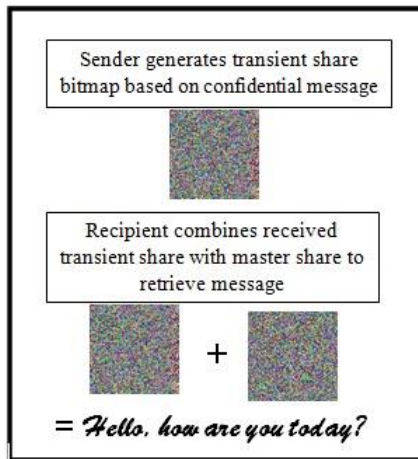 Sender generates transient share
bitmap based on confidential message
Recipient combines received
transient share with master share to
retrieve message
+
= Hello, how are you today?